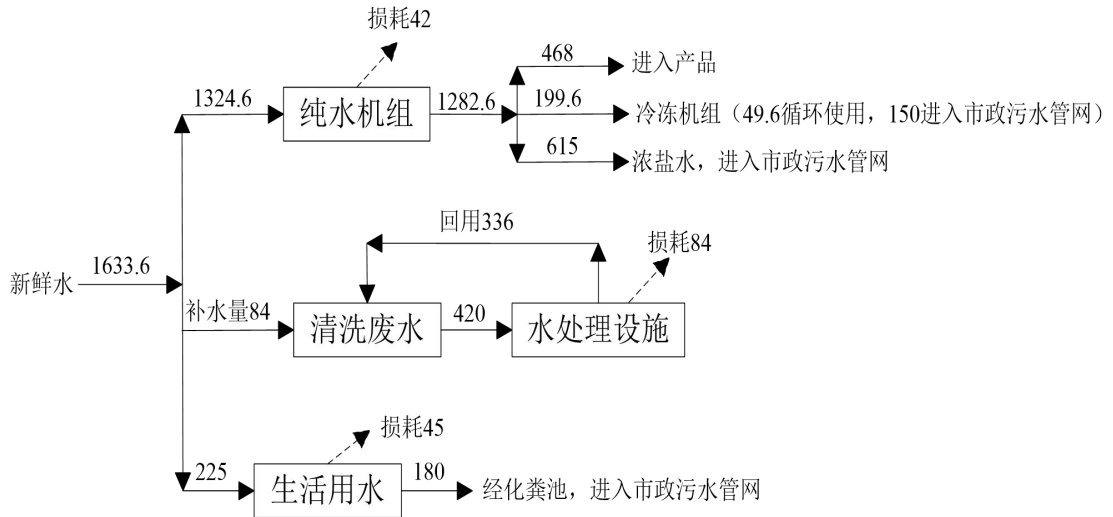 损耗42
468
进入产品
1324.6
纯水机组
1282.6
199.6
冷冻机组（49.6循环使用，150进入市政污水管网）
615
浓盐水，进入市政污水管网
回用336
损耗84
新鲜水
1633.6
补水量84
清洗废水
420
水处理设施
损耗45
225
生活用水
180
经化粪池，进入市政污水管网